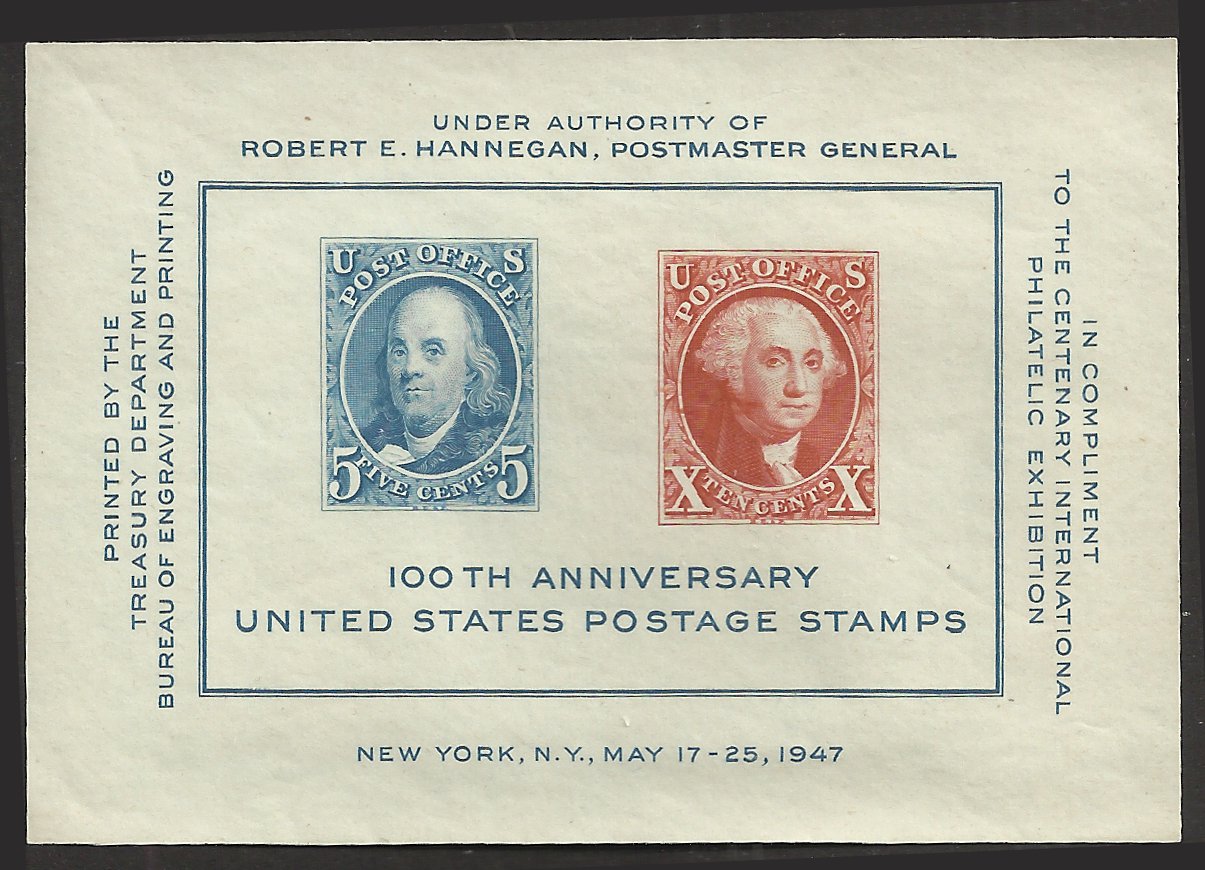 UNDER AUTHORITY OF
ROBERT E. HANNEGAN, POSTMASTER GENERAL
PRINTED BY THE
TREASURY DEPARTMENT
BUREAU OF ENGRAVING AND PRINTING
U S
POST OFFICE
5 FIVE CENTS 5
U S
POST OFFICE
X TEN CENTS X
100TH ANNIVERSARY
UNITED STATES POSTAGE STAMPS
IN COMPLIMENT
TO THE CENTENARY INTERNATIONAL
PHILATELIC EXHIBITION
NEW YORK, N.Y., MAY 17-25, 1947